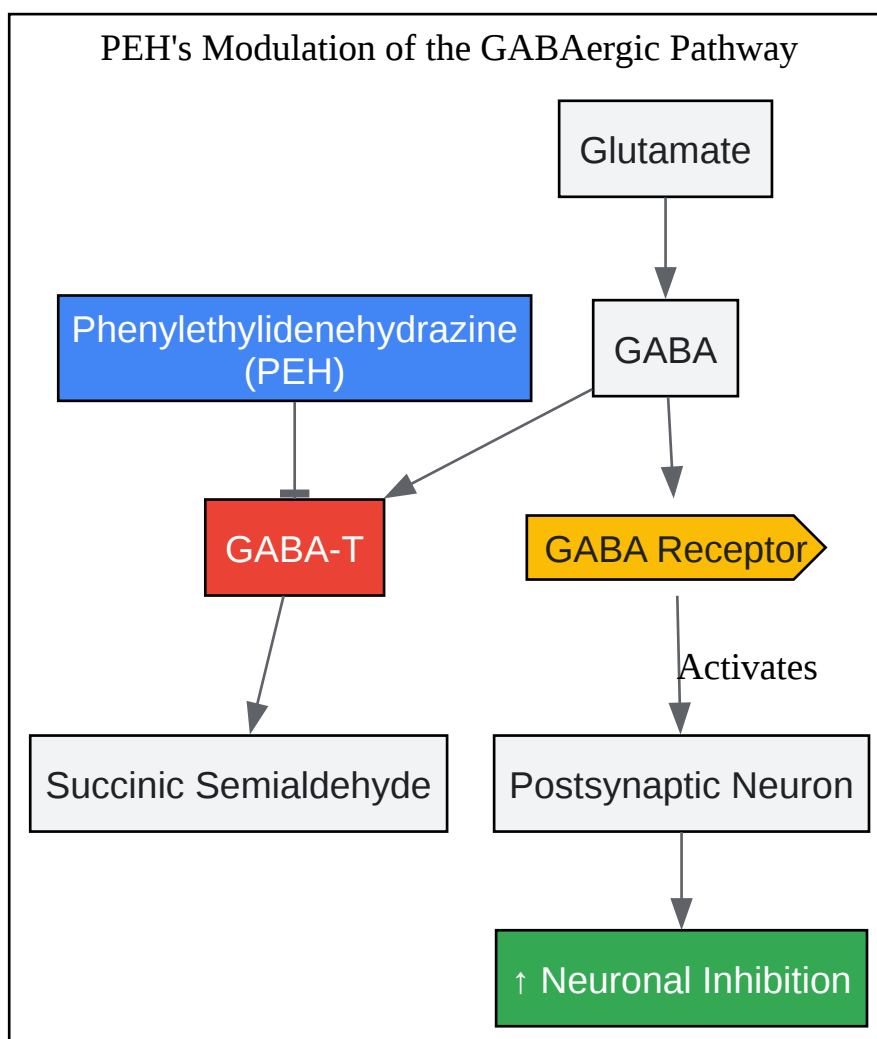 PEH's Modulation of the GABAergic Pathway
Glutamate
Phenylethylidenehydrazine
(PEH)
GABA
GABA-T
GABA Receptor
Activates
Succinic Semialdehyde
Postsynaptic Neuron
↑ Neuronal Inhibition